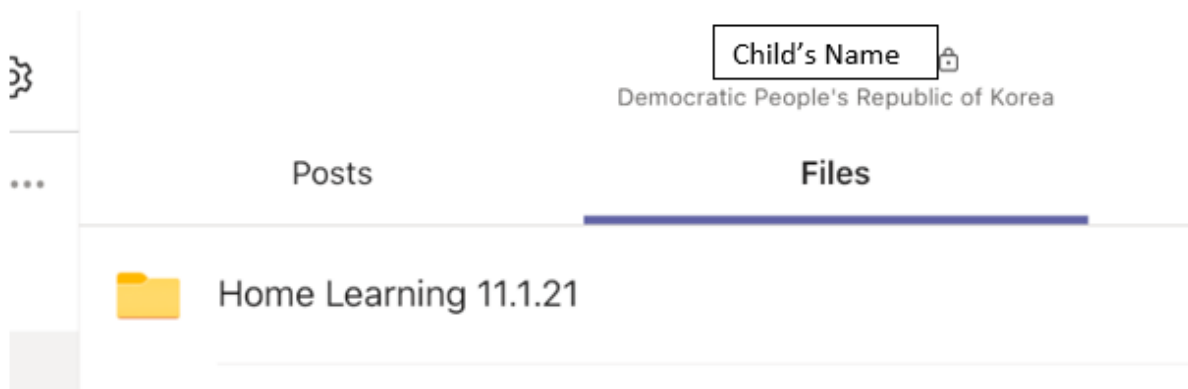 Child's Name
Democratic People's Republic of Korea
Posts Files
Home Learning 11.1.21